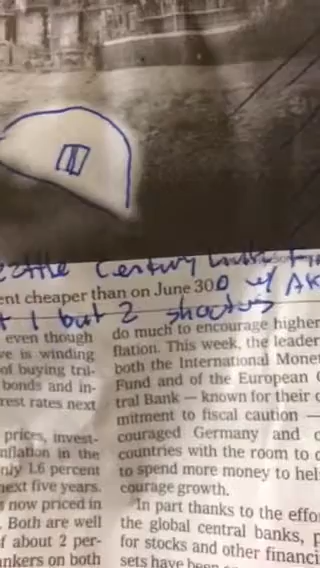 Century
ent cheaper than on June 30
1 but 2 shooters
even though
ve is winding
of buying tril-
bonds and in-
rest rates next
prices, invest-
nflation in the
nly 1.6 percent
next five years.
now priced in
. Both are well
f about 2 per-
ankers on both
do much to encourage higher
flation. This week, the leader
both the International Mone
Fund and of the European C
tral Bank — known for their c
mitment to fiscal caution —
couraged Germany and o
countries with the room to d
to spend more money to hel
courage growth.
In part thanks to the effor
the global central banks, p
for stocks and other financi
sets have been